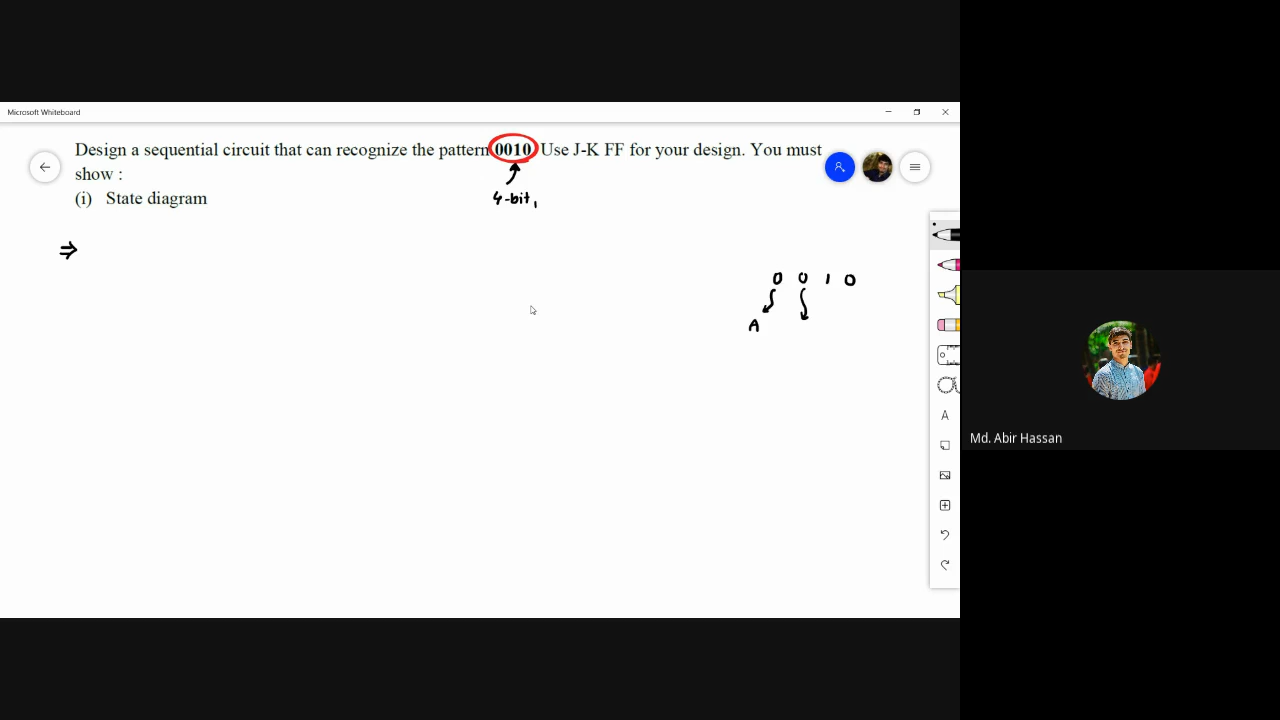 Microsoft Whiteboard
Design a sequential circuit that can recognize the pattern 0010. Use J-K FF for your design. You must
show :
4-bit,
(i) State diagram
⇒
0 0 1 0
A
A
Md. Abir Hassan